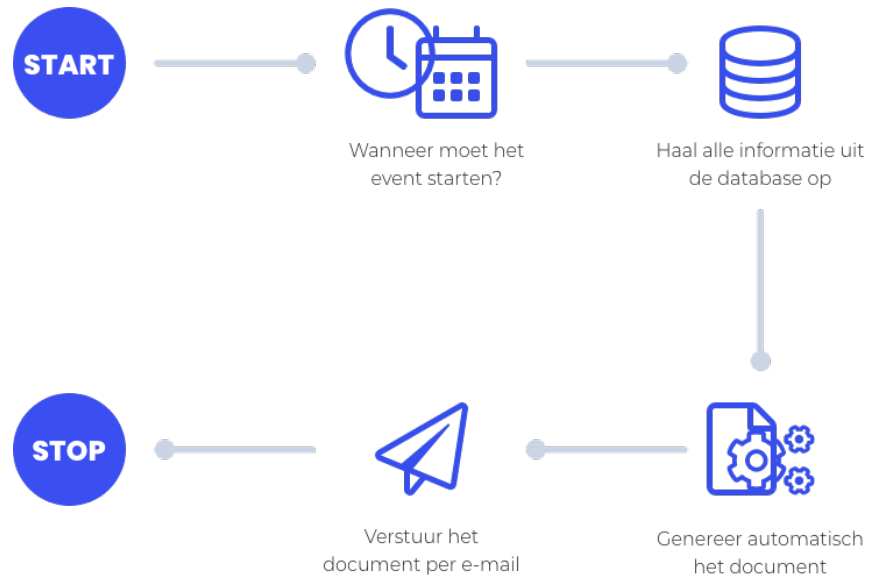 START
Wanneer moet het
event starten?
Haal alle informatie uit
de database op
STOP
Verstuur het
document per e-mail
Genereer automatisch
het document